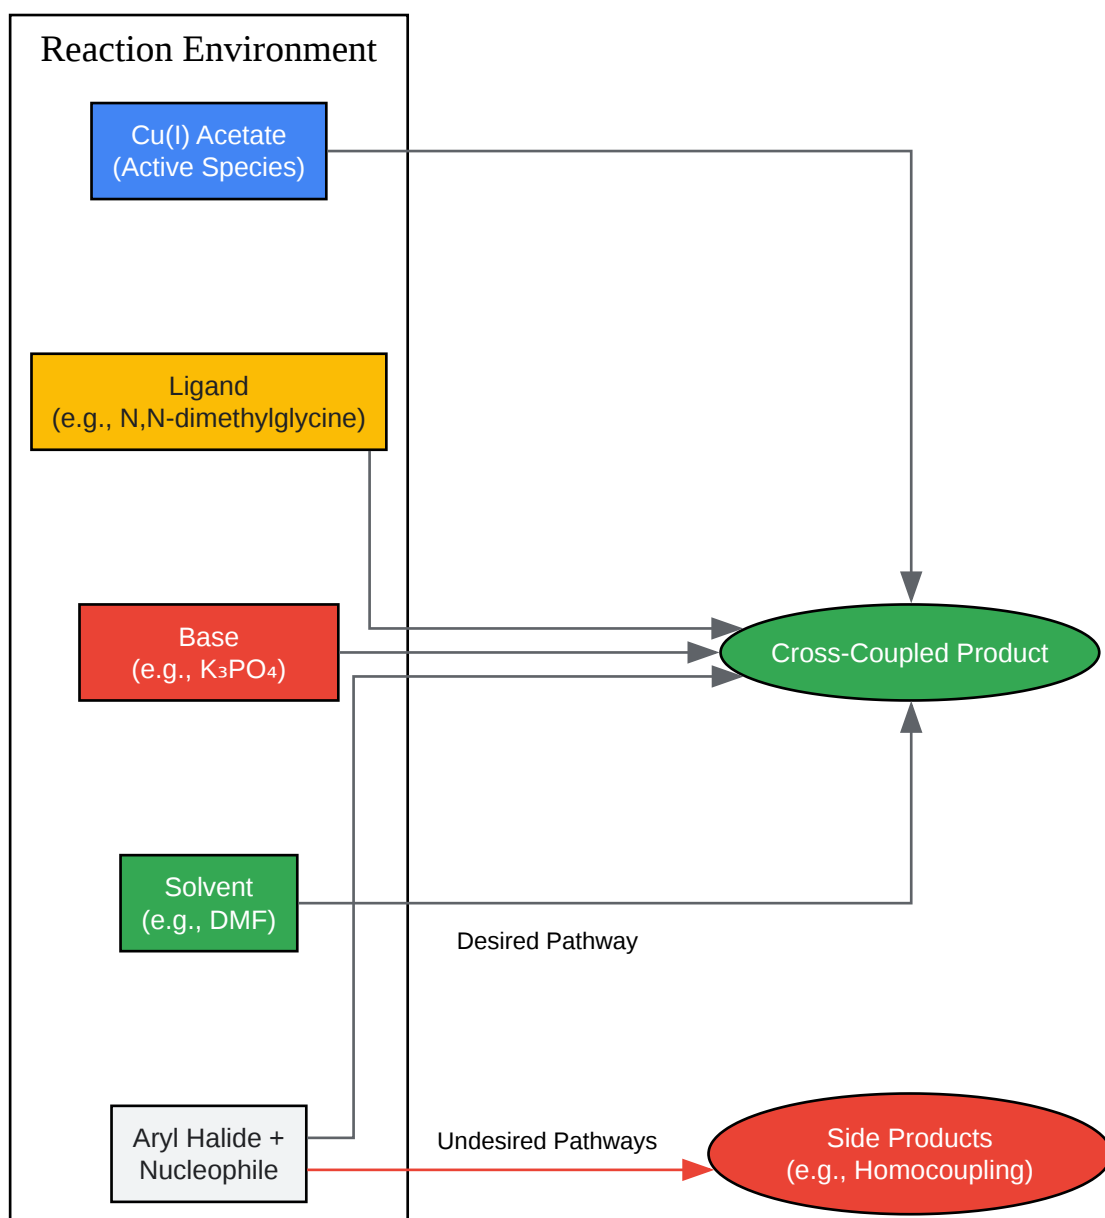 Reaction Environment
Cu(I) Acetate
(Active Species)
Ligand
(e.g., N,N-dimethylglycine)
Base
(e.g., K₃PO₄)
Cross-Coupled Product
Solvent
(e.g., DMF)
Desired Pathway
Aryl Halide +
Nucleophile
Undesired Pathways
Side Products
(e.g., Homocoupling)